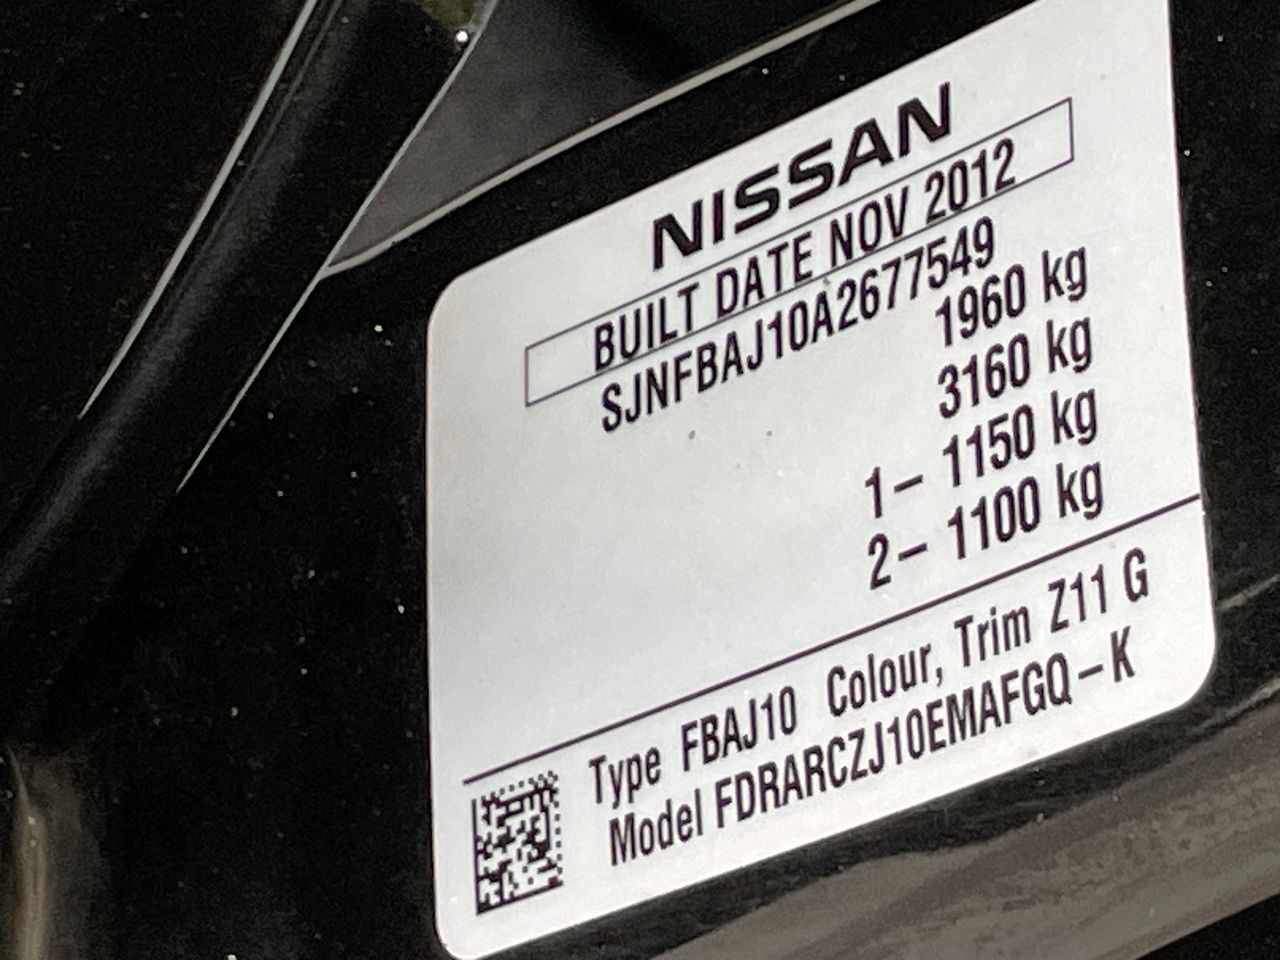 NISSAN
BUILT DATE NOV 2012
SJNFBAJ10A2677549
1960 kg
3160 kg
1– 1150 kg
2– 1100 kg
Type FBAJ10 Colour, Trim Z11 G
Model FDRARCZJ10EMAFGQ–K